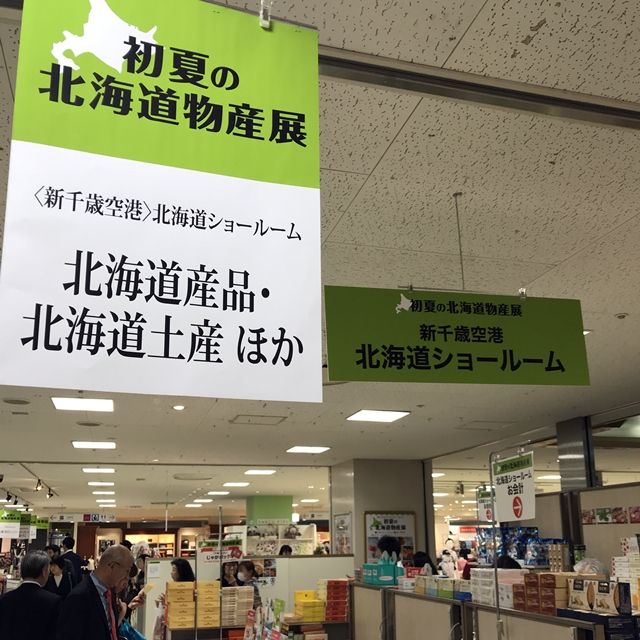 初夏の
北海道物産展
〈新千歳空港〉北海道ショールーム
北海道産品・
北海道土産 ほか
初夏の北海道物産展
新千歳空港
北海道ショールーム
北海道ショールーム
お会計